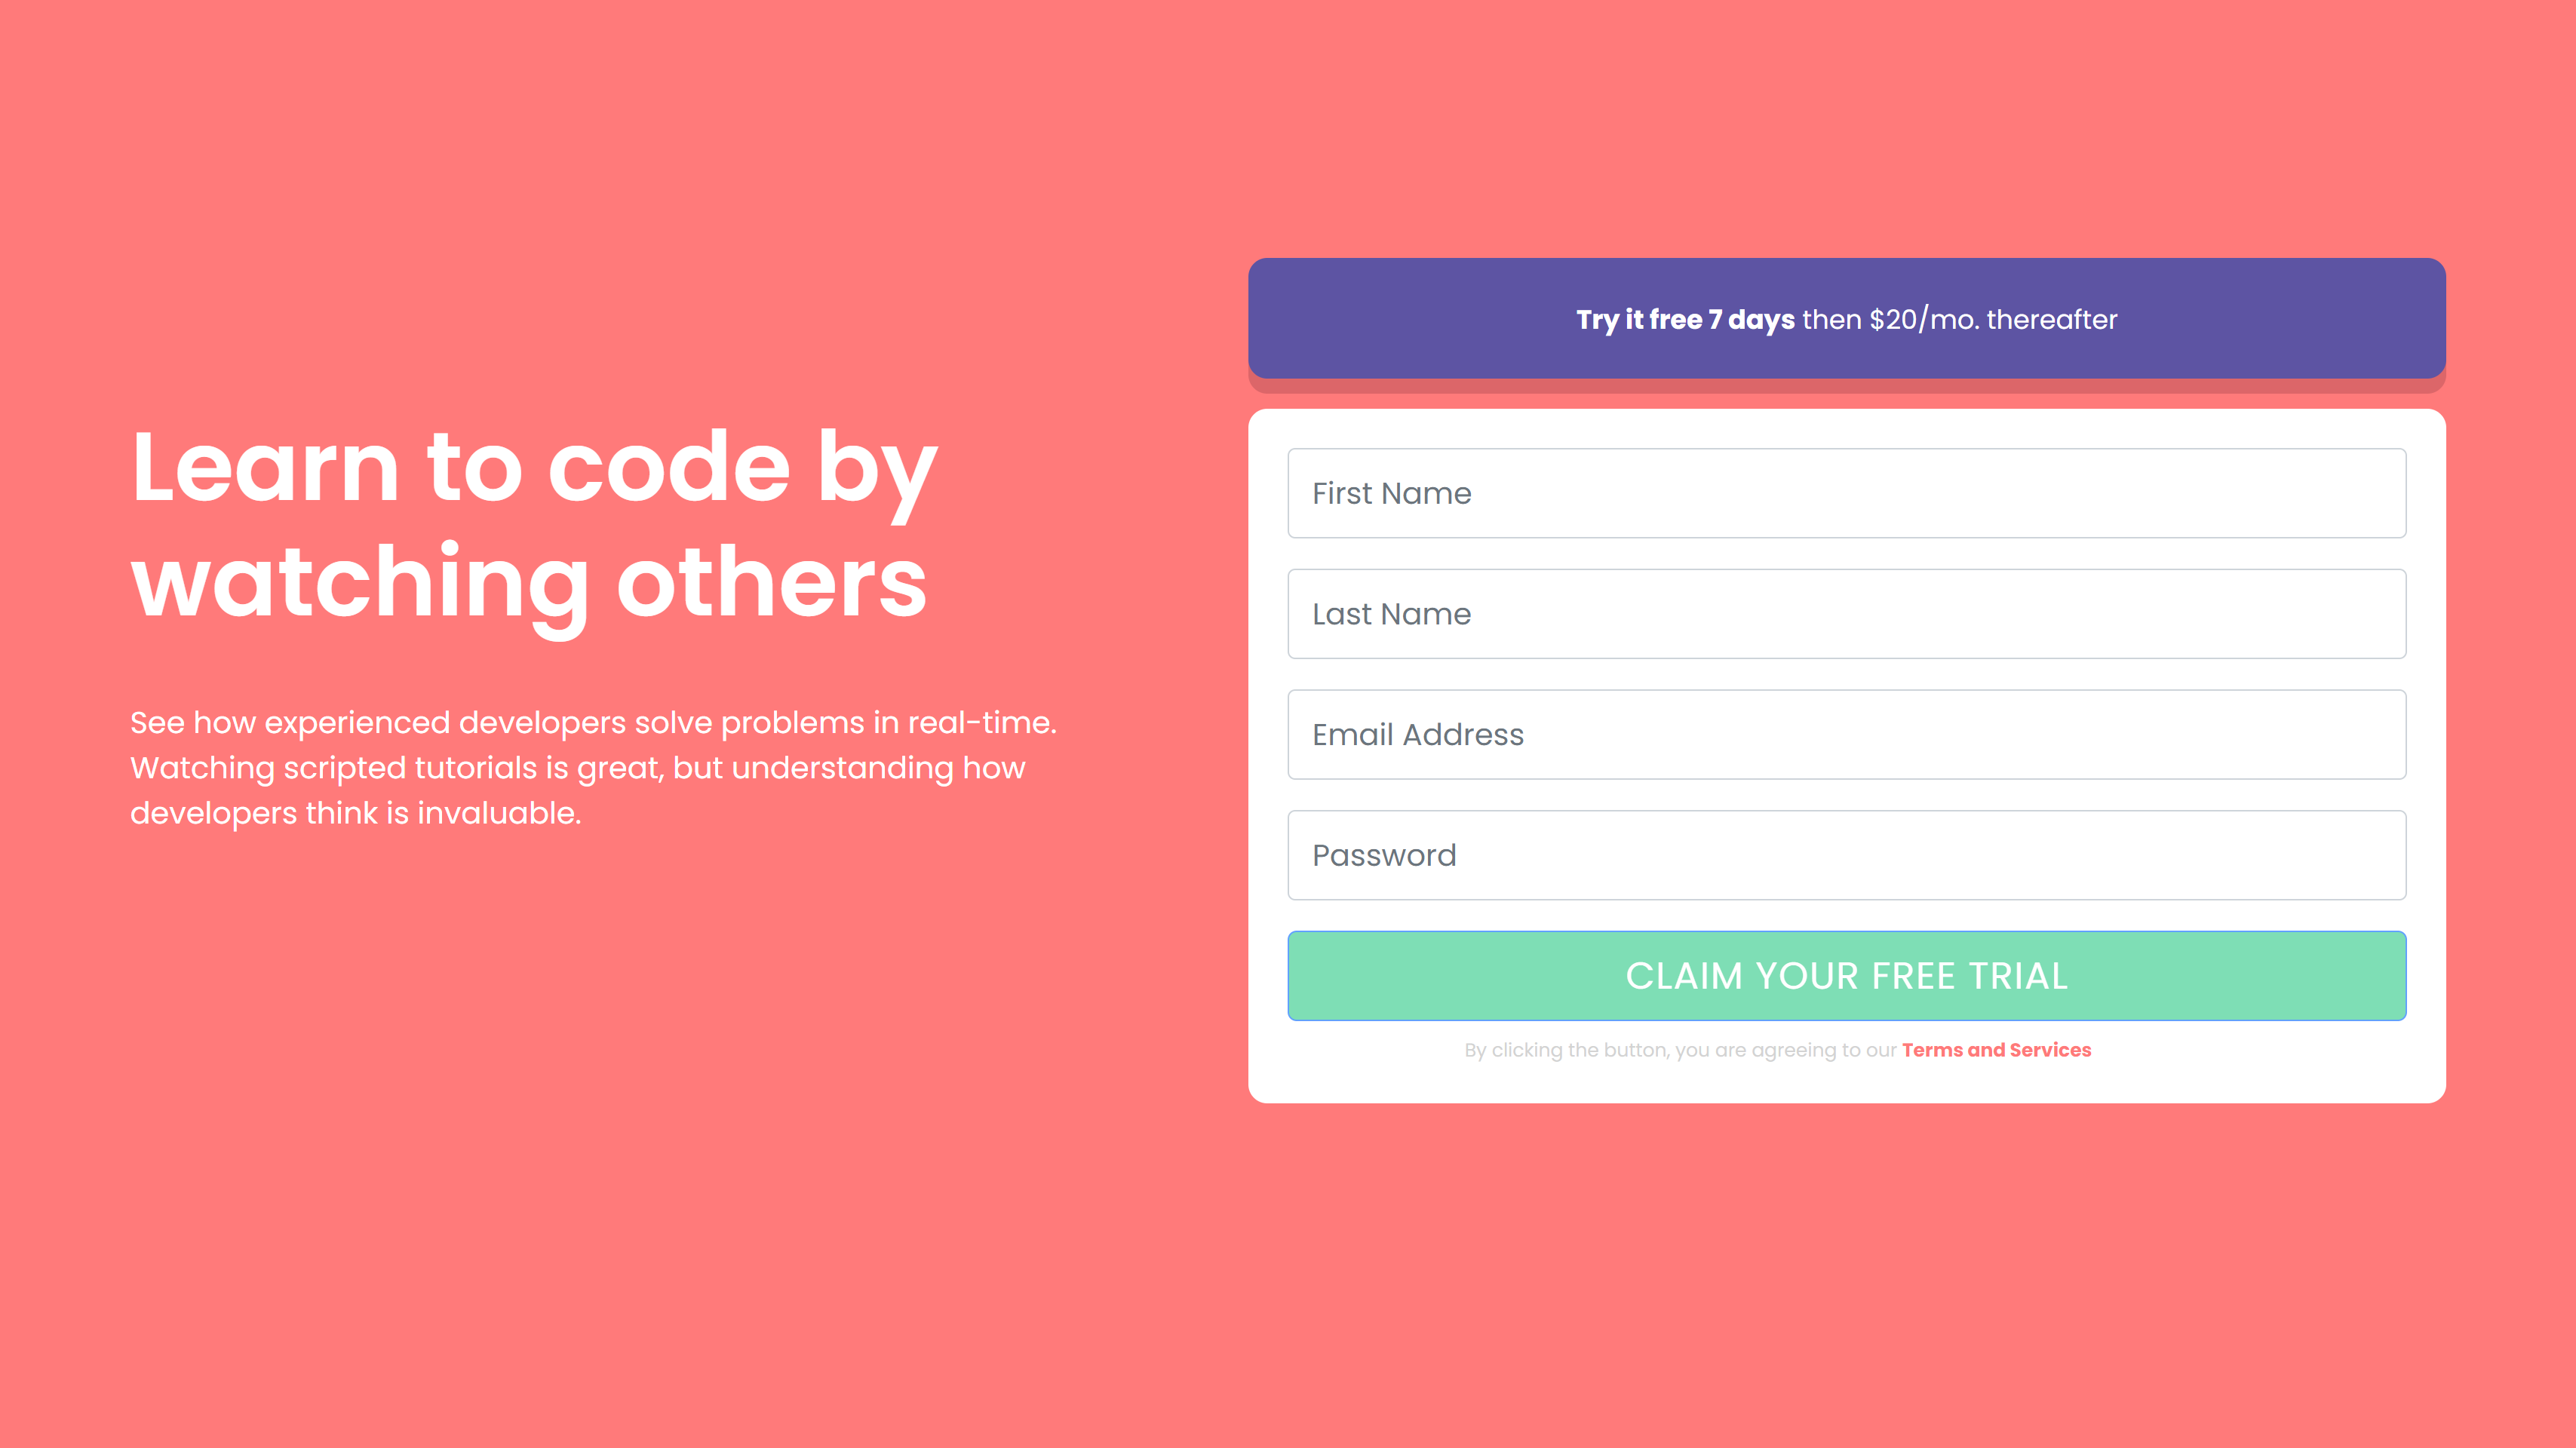 Learn to code by
watching others
See how experienced developers solve problems in real-time.
Watching scripted tutorials is great, but understanding how
developers think is invaluable.
Try it free 7 days then $20/mo. thereafter
First Name
Last Name
Email Address
Password
CLAIM YOUR FREE TRIAL
By clicking the button, you are agreeing to our Terms and Services